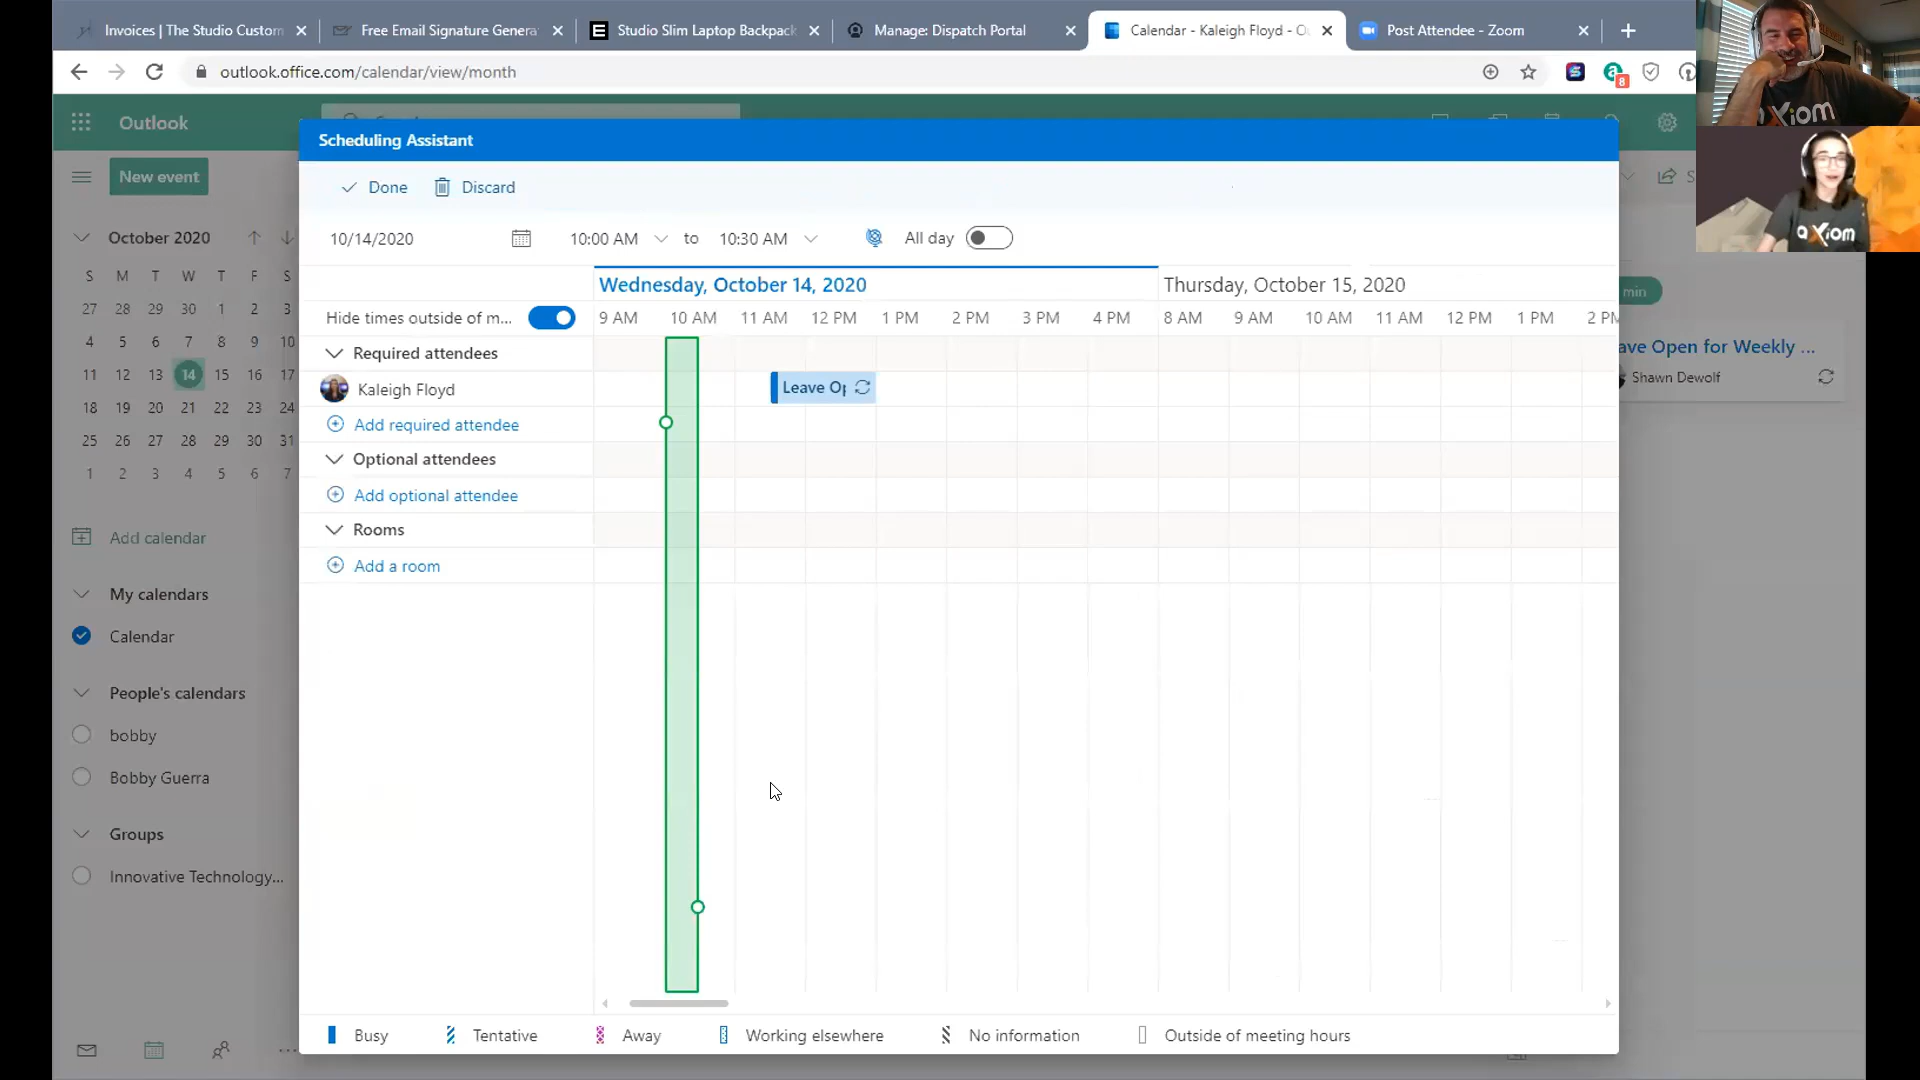 Invoices | The Studio Custom
Free Email Signature Genera
Studio Slim Laptop Backpack
Manage: Dispatch Portal
Calendar - Kaleigh Floyd - O
Post Attendee - Zoom
outlook.office.com/calendar/view/month
8
Outlook
Scheduling Assistant
New event
Done
Discard
S
aXiom
aXiom
October 2020
10/14/2020
10:00 AM
to
10:30 AM
All day
S M T W T F S
27 28 29 30 1 2 3
4 5 6 7 8 9 10
11 12 13 14 15 16 17
18 19 20 21 22 23 24
25 26 27 28 29 30 31
1 2 3 4 5 6 7
Wednesday, October 14, 2020
Thursday, October 15, 2020
min
Hide times outside of m...
9 AM 10 AM 11 AM 12 PM 1 PM 2 PM 3 PM 4 PM 8 AM 9 AM 10 AM 11 AM 12 PM 1 PM 2 PM
Required attendees
ave Open for Weekly ...
Shawn Dewolf
Kaleigh Floyd
Leave Op
Add required attendee
Optional attendees
Add optional attendee
Rooms
Add a room
Add calendar
My calendars
Calendar
People's calendars
bobby
Bobby Guerra
Groups
Innovative Technology...
Busy
Tentative
Away
Working elsewhere
No information
Outside of meeting hours